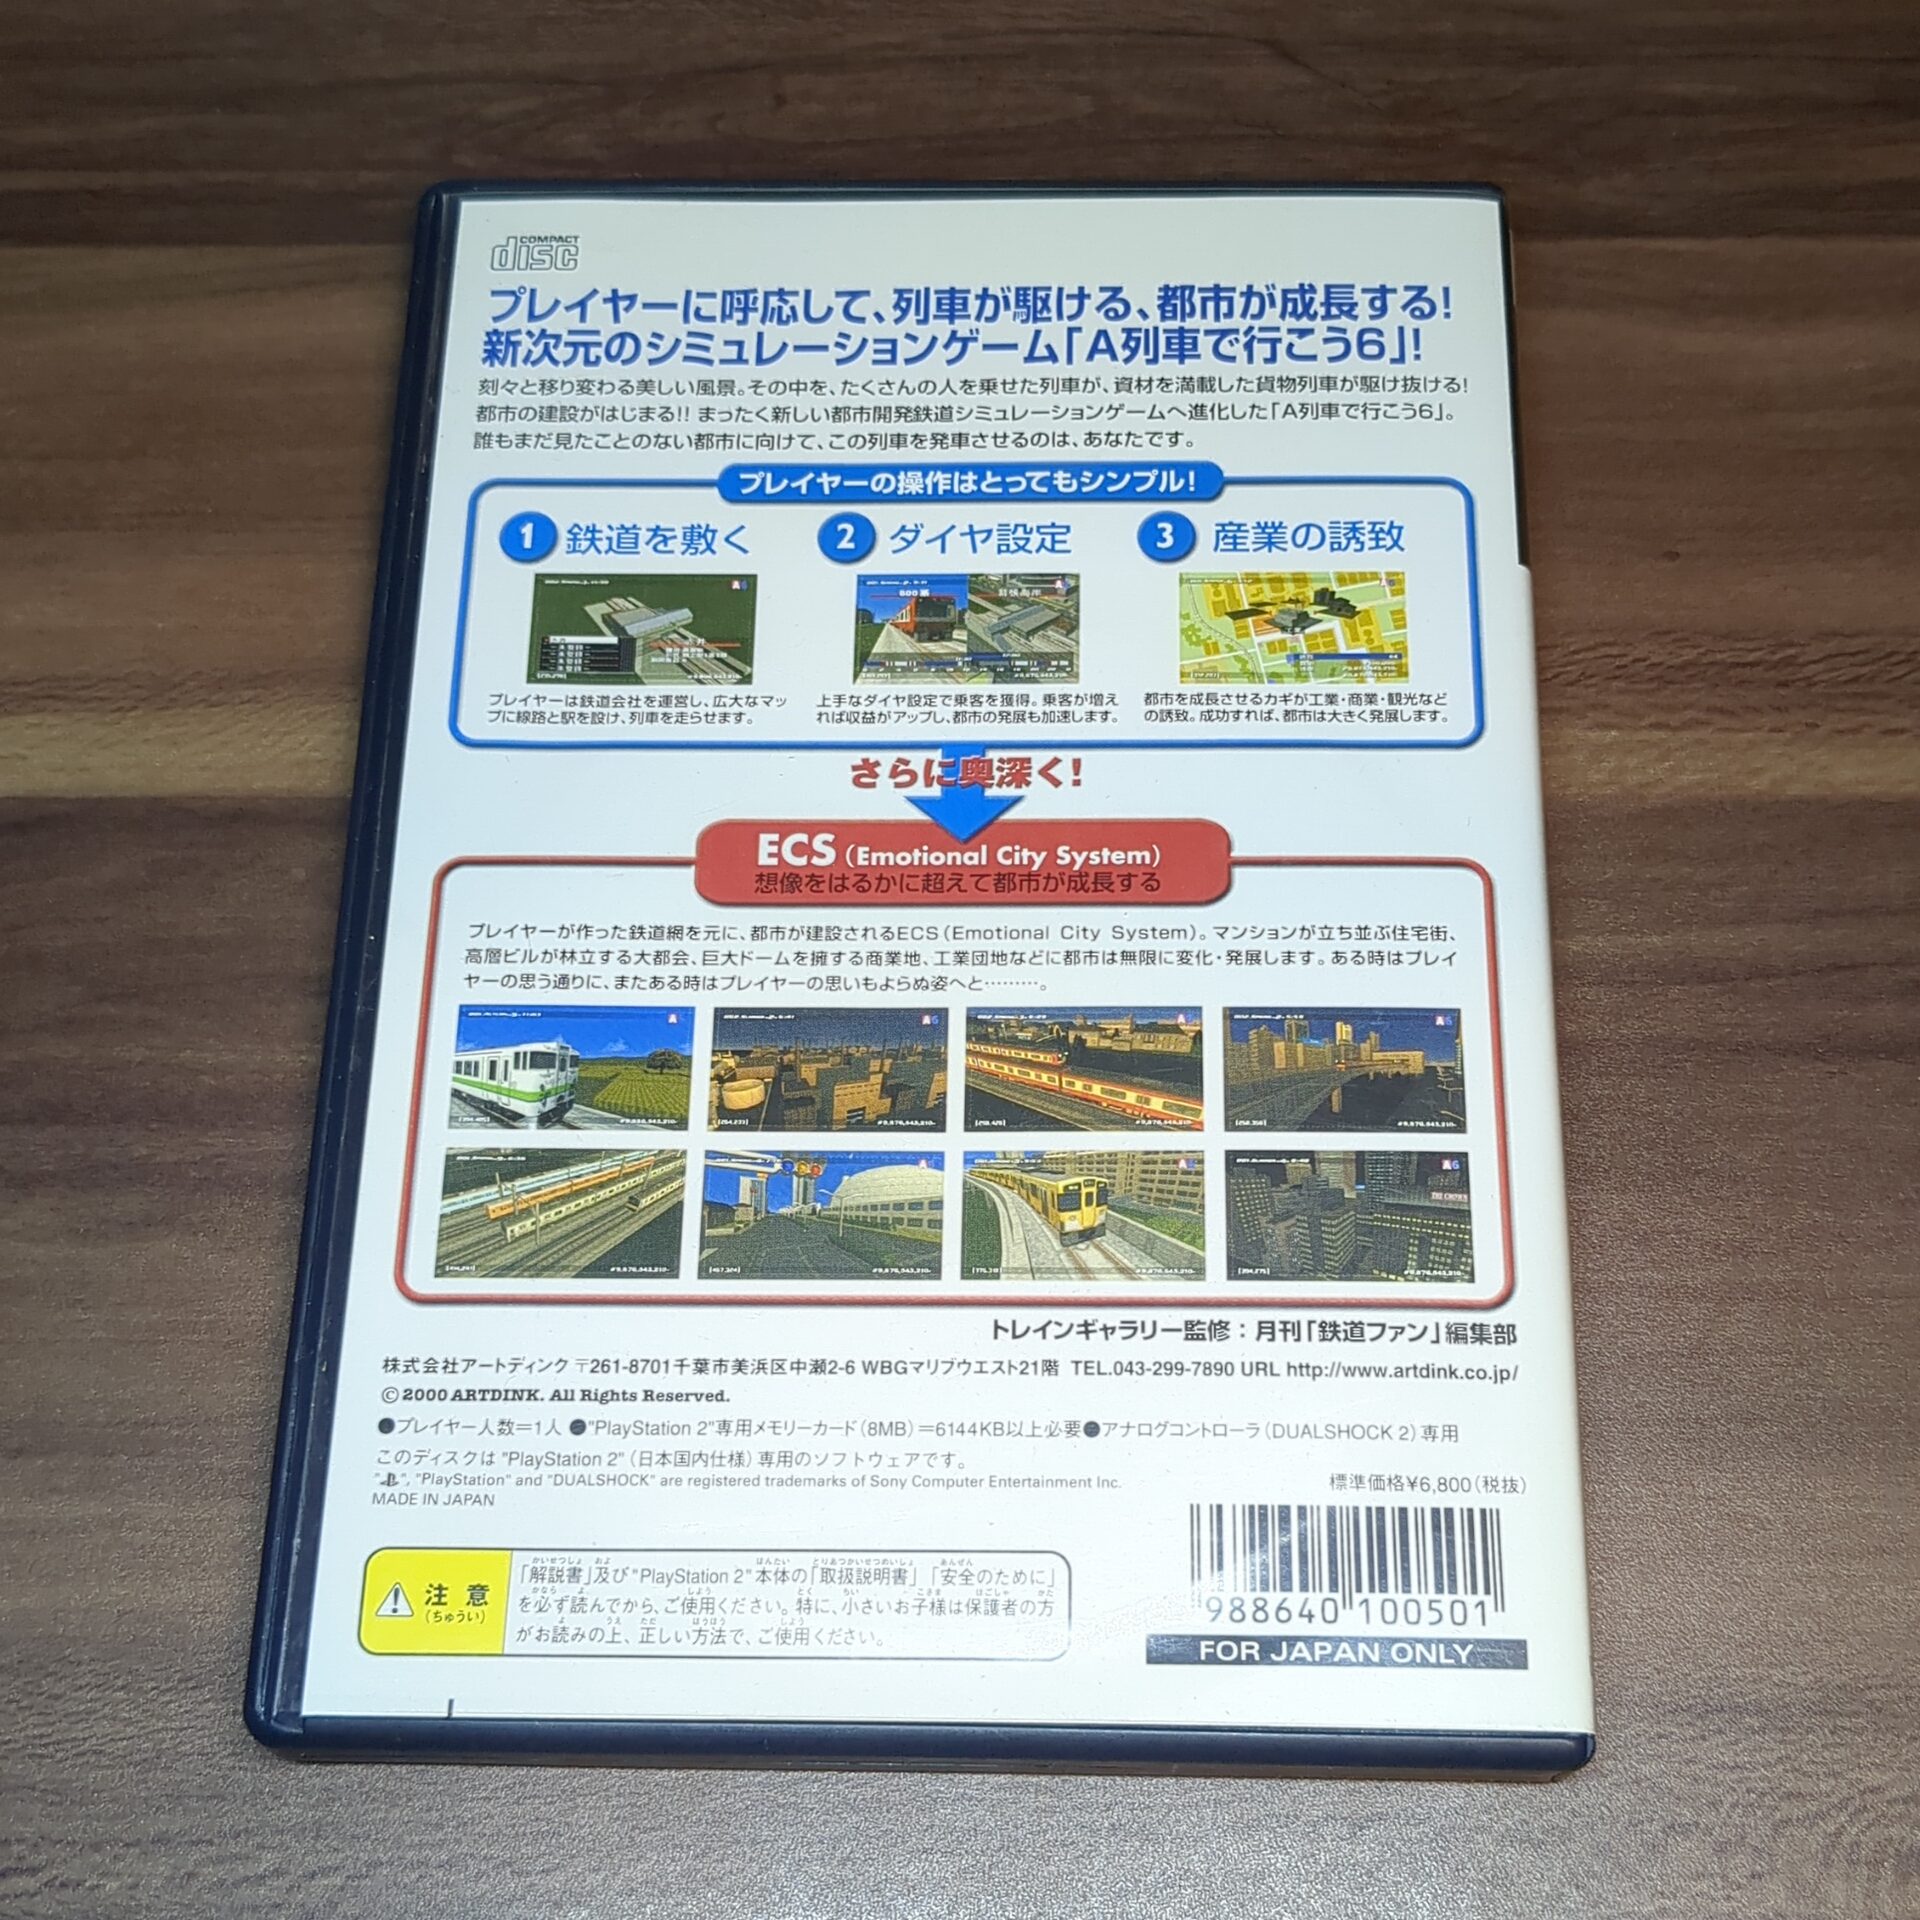 COMPACT
disc
プレイヤーに呼応して、列車が駆ける、都市が成長する!
新次元のシミュレーションゲーム「A列車で行こう6」!
刻々と移り変わる美しい風景。その中を、たくさんの人を乗せた列車が、資材を満載した貨物列車が駆け抜ける!
都市の建設がはじまる!! まったく新しい都市開発鉄道シミュレーションゲームへ進化した「A列車で行こう6」。
誰もまだ見たことのない都市に向けて、この列車を発車させるのは、あなたです。
プレイヤーの操作はとってもシンプル!
1 鉄道を敷く
2 ダイヤ設定
3 産業の誘致
プレイヤーは鉄道会社を運営し、広大なマッ
プに線路と駅を設け、列車を走らせます。
上手なダイヤ設定で乗客を獲得。乗客が増え
れば収益がアップし、都市の発展も加速します。
都市を成長させるカギが工業・商業・観光など
の誘致。成功すれば、都市は大きく発展します。
さらに奥深く!
ECS (Emotional City System)
想像をはるかに超えて都市が成長する
プレイヤーが作った鉄道網を元に、都市が建設されるECS(Emotional City System)。マンションが立ち並ぶ住宅街、
高層ビルが林立する大都会、巨大ドームを擁する商業地、工業団地などに都市は無限に変化・発展します。ある時はプレイ
ヤーの思う通りに、またある時はプレイヤーの思いもよらぬ姿へと………。
トレインギャラリー監修:月刊「鉄道ファン」編集部
株式会社アートディンク 〒261-8701千葉市美浜区中瀬2-6 WBGマリブウエスト21階 TEL.043-299-7890 URL http://www.artdink.co.jp/
©2000 ARTDINK. All Rights Reserved.
●プレイヤー人数=1人 ●"PlayStation 2"専用メモリーカード(8MB)=6144KB以上必要●アナログコントローラ(DUALSHOCK 2)専用
このディスクは "PlayStation 2"(日本国内仕様)専用のソフトウェアです。
" ", "PlayStation" and "DUALSHOCK" are registered trademarks of Sony Computer Entertainment Inc.
MADE IN JAPAN
標準価格¥6,800(税抜)
注意
(ちゅうい)
「解説書」及び"PlayStation 2"本体の「取扱説明書」「安全のために」
を必ず読んでから、ご使用ください。特に、小さいお子様は保護者の方
がお読みの上、正しい方法で、ご使用ください。
988640 100501
FOR JAPAN ONLY